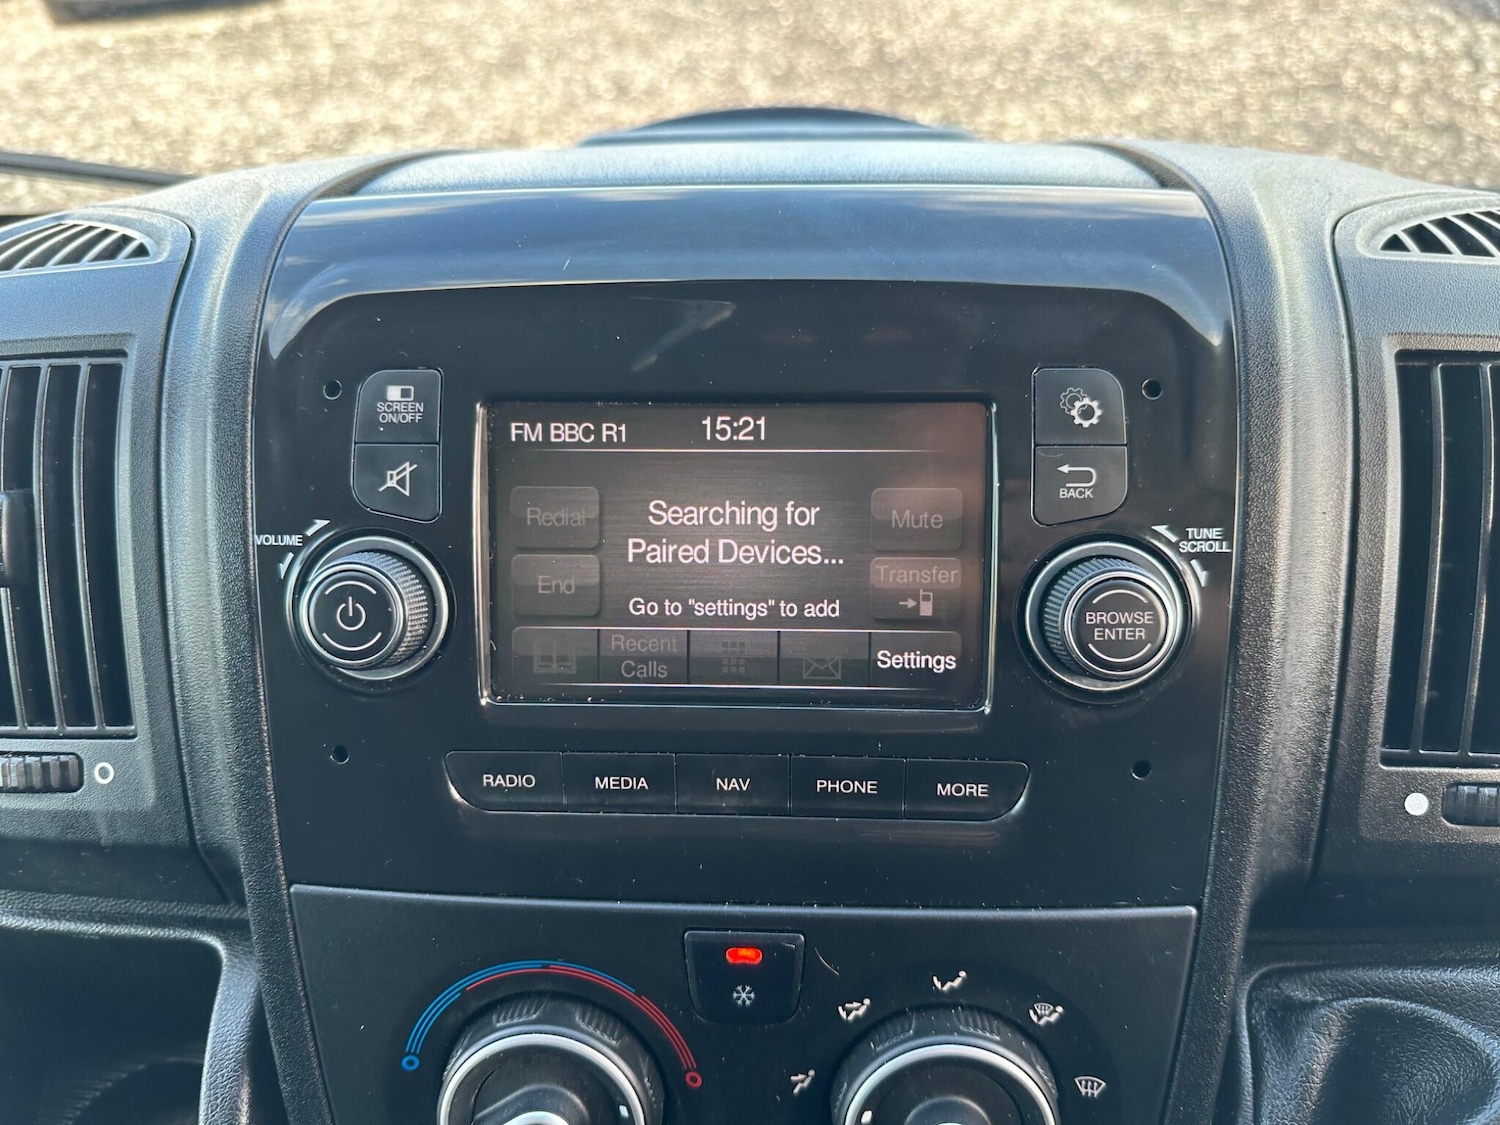 SCREEN
ON/OFF
FM BBC R1
15:21
BACK
Redial
Searching for
Paired Devices...
Mute
VOLUME
TUNE
SCROLL
End
Transfer
Go to "settings" to add
BROWSE
ENTER
Recent
Calls
Settings
RADIO
MEDIA
NAV
PHONE
MORE